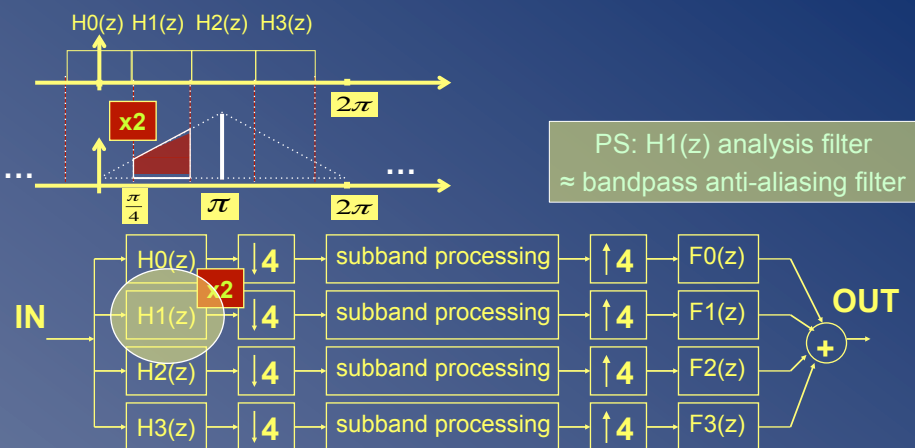 H0(z) H1(z) H2(z) H3(z)
2π
x2
PS: H1(z) analysis filter
≈ bandpass anti-aliasing filter
... ...
π/4 π 2π
H0(z) ↓4 subband processing ↑4 F0(z)
x2
IN H1(z) ↓4 subband processing ↑4 F1(z) OUT
+
H2(z) ↓4 subband processing ↑4 F2(z)
H3(z) ↓4 subband processing ↑4 F3(z)